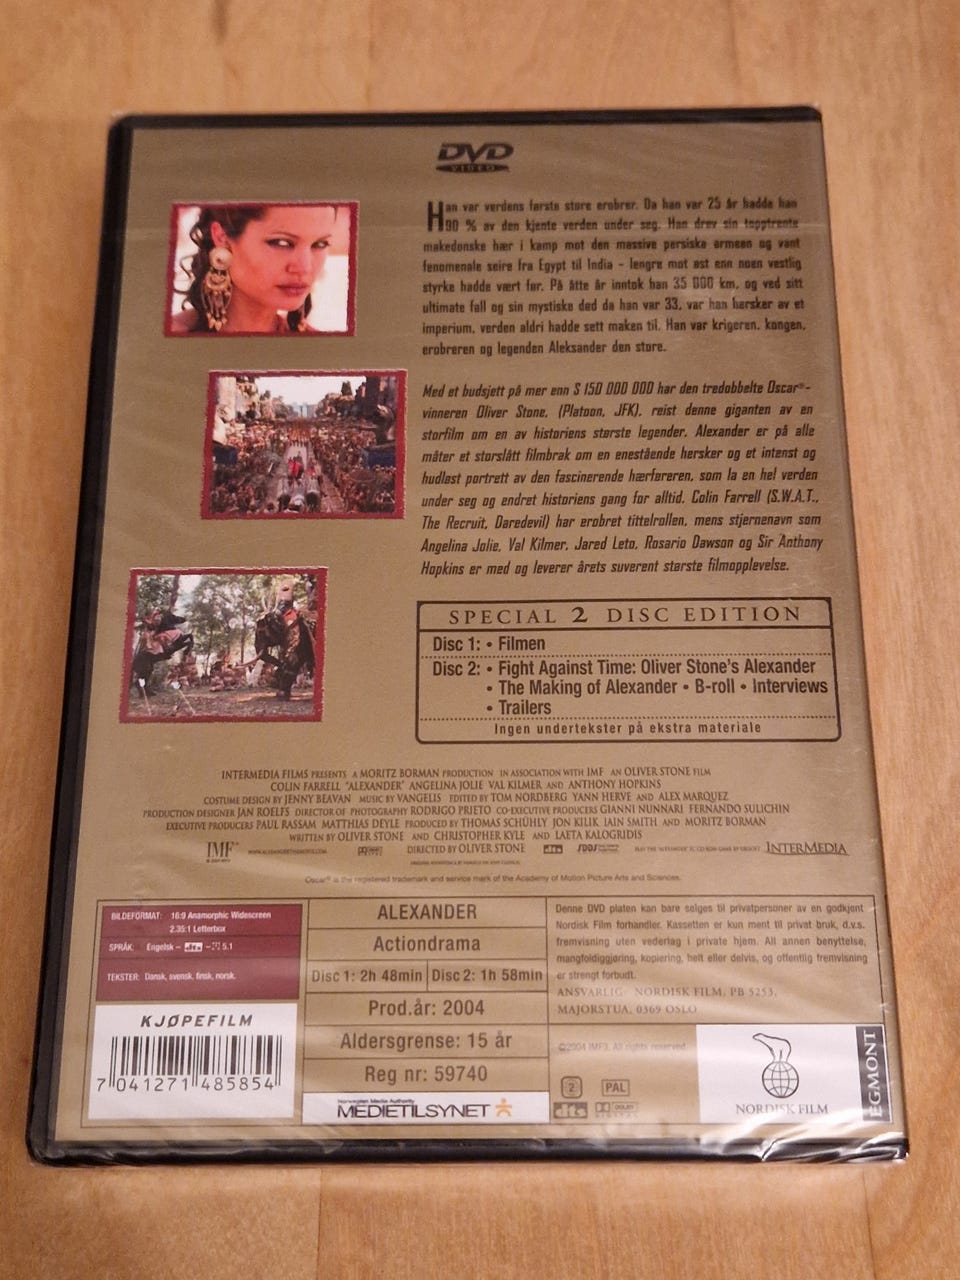 DVD
VIDEO
Han var verdens første store erobrer. Da han var 25 år hadde han
90 % av den kjente verden under seg. Han drev sin topptrente
makedonske hær i kamp mot den massive persiske armeen og vant
fenomenale seire fra Egypt til India – lengre mot øst enn noen vestlig
styrke hadde vært før. På åtte år inntok han 35 000 km, og ved sitt
ultimate fall og sin mystiske død da han var 33, var han hersker av et
imperium, verden aldri hadde sett maken til. Han var krigeren, kongen,
erobreren og legenden Aleksander den store.
Med et budsjett på mer enn $ 150 000 000 har den tredobbelte Oscar®-
vinneren Oliver Stone, (Platoon, JFK), reist denne giganten av en
storfilm om en av historiens største legender. Alexander er på alle
måter et storslått filmbrak om en enestående hersker og et intenst og
hudløst portrett av den fascinerende hærføreren, som la en hel verden
under seg og endret historiens gang for alltid. Colin Farrell (S.W.A.T.,
The Recruit, Daredevil) har erobret tittelrollen, mens stjernenavn som
Angelina Jolie, Val Kilmer, Jared Leto, Rosario Dawson og Sir Anthony
Hopkins er med og leverer årets suverent største filmopplevelse.
SPECIAL 2 DISC EDITION
Disc 1: • Filmen
Disc 2: • Fight Against Time: Oliver Stone's Alexander
• The Making of Alexander • B-roll • Interviews
• Trailers
Ingen undertekster på ekstra materiale
INTERMEDIA FILMS PRESENTS A MORITZ BORMAN PRODUCTION IN ASSOCIATION WITH IMF AN OLIVER STONE FILM
COLIN FARRELL "ALEXANDER" ANGELINA JOLIE VAL KILMER AND ANTHONY HOPKINS
COSTUME DESIGN BY JENNY BEAVAN MUSIC BY VANGELIS EDITED BY TOM NORDBERG YANN HERVE AND ALEX MARQUEZ
PRODUCTION DESIGNER JAN ROELFS DIRECTOR OF PHOTOGRAPHY RODRIGO PRIETO CO-EXECUTIVE PRODUCERS GIANNI NUNNARI FERNANDO SULICHIN
EXECUTIVE PRODUCERS PAUL RASSAM MATTHIAS DEYLE PRODUCED BY THOMAS SCHÜHLY JON KILIK IAIN SMITH AND MORITZ BORMAN
WRITTEN BY OLIVER STONE AND CHRISTOPHER KYLE AND LAETA KALOGRIDIS
IMF WWW.ALEXANDERTHEMOVIE.COM DIRECTED BY OLIVER STONE dts SDDS INTERMEDIA
Oscar® is the registered trademark and service mark of the Academy of Motion Picture Arts and Sciences.
BILDEFORMAT: 16:9 Anamorphic Widescreen
2.35:1 Letterbox
SPRÅK: Engelsk – dts – 5.1
TEKSTER: Dansk, svensk, finsk, norsk.
KJØPEFILM
7 041271 485854
ALEXANDER
Actiondrama
Disc 1: 2h 48min Disc 2: 1h 58min
Prod.år: 2004
Aldersgrense: 15 år
Reg nr: 59740
Norwegian Media Authority
MEDIETILSYNET
Denne DVD platen kan bare selges til privatpersoner av en godkjent
Nordisk Film forhandler. Kassetten er kun ment til privat bruk, d.v.s.
fremvisning uten vederlag i private hjem. All annen benyttelse,
mangfoldiggjøring, kopiering, helt eller delvis, og offentlig fremvisning
er strengt forbudt.
ANSVARLIG- NORDISK FILM, PB 5253,
MAJORSTUA, 0369 OSLO
©2004 IMF3. All rights reserved
2 PAL
dts DOLBY
DIGITAL
NORDISK FILM
EGMONT